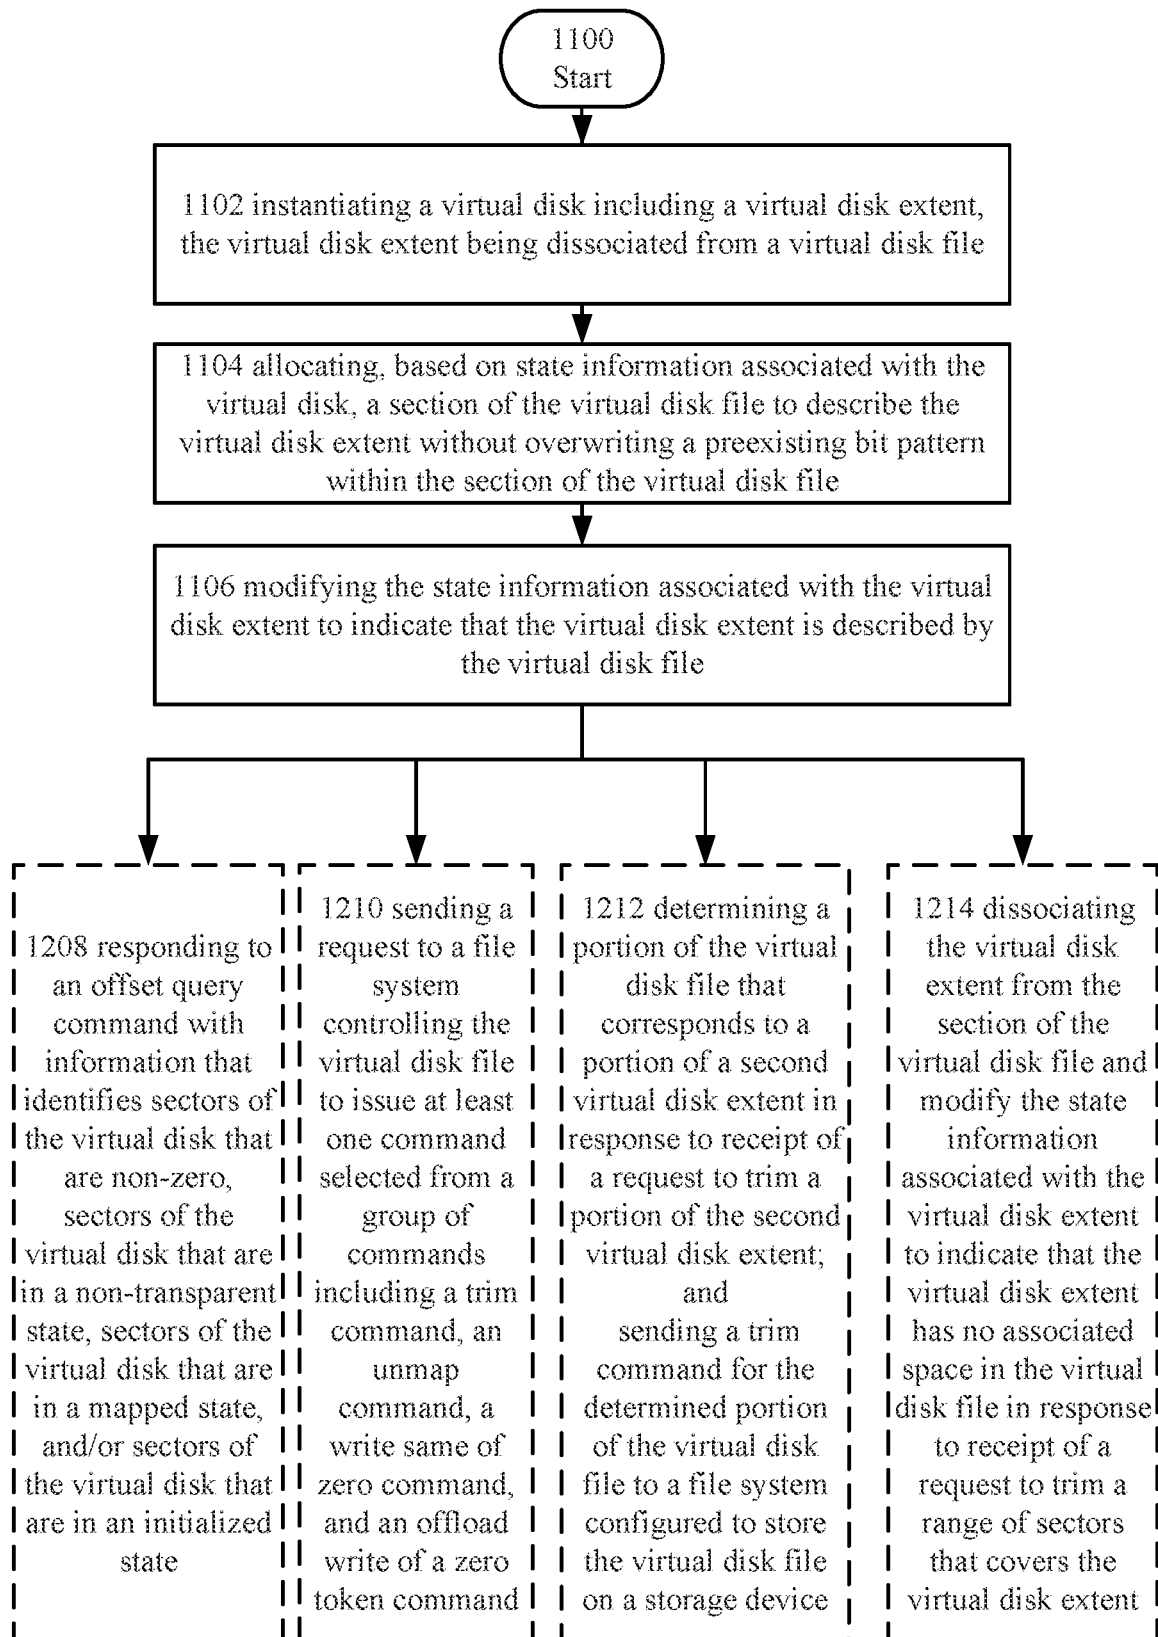 1100
Start
1102 instantiating a virtual disk including a virtual disk extent,
the virtual disk extent being dissociated from a virtual disk file
1104 allocating, based on state information associated with the
virtual disk, a section of the virtual disk file to describe the
virtual disk extent without overwriting a preexisting bit pattern
within the section of the virtual disk file
1106 modifying the state information associated with the virtual
disk extent to indicate that the virtual disk extent is described by
the virtual disk file
1208 responding to
an offset query
command with
information that
identifies sectors of
the virtual disk that
are non-zero,
sectors of the
virtual disk that are
in a non-transparent
state, sectors of the
virtual disk that are
in a mapped state,
and/or sectors of
the virtual disk that
are in an initialized
state
1210 sending a
request to a file
system
controlling the
virtual disk file
to issue at least
one command
selected from a
group of
commands
including a trim
command, an
unmap
command, a
write same of
zero command,
and an offload
write of a zero
token command
1212 determining a
portion of the virtual
disk file that
corresponds to a
portion of a second
virtual disk extent in
response to receipt of
a request to trim a
portion of the second
virtual disk extent;
and
sending a trim
command for the
determined portion
of the virtual disk
file to a file system
configured to store
the virtual disk file
on a storage device
1214 dissociating
the virtual disk
extent from the
section of the
virtual disk file and
modify the state
information
associated with the
virtual disk extent
to indicate that the
virtual disk extent
has no associated
space in the virtual
disk file in response
to receipt of a
request to trim a
range of sectors
that covers the
virtual disk extent